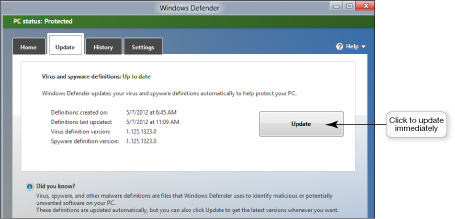 Windows Defender
PC status: Protected
Home Update History Settings Help
Virus and spyware definitions: Up to date
Windows Defender updates your virus and spyware definitions automatically to help protect your PC.
Definitions created on: 5/7/2012 at 6:45 AM
Definitions last updated: 5/7/2012 at 11:09 AM
Virus definition version: 1.125.1323.0
Spyware definition version: 1.125.1323.0
Update
Click to update
immediately
Did you know?
Virus, spyware, and other malware definitions are files that Windows Defender uses to identify malicious or potentially
unwanted software on your PC.
These definitions are updated automatically, but you can also click Update to get the latest versions whenever you want.